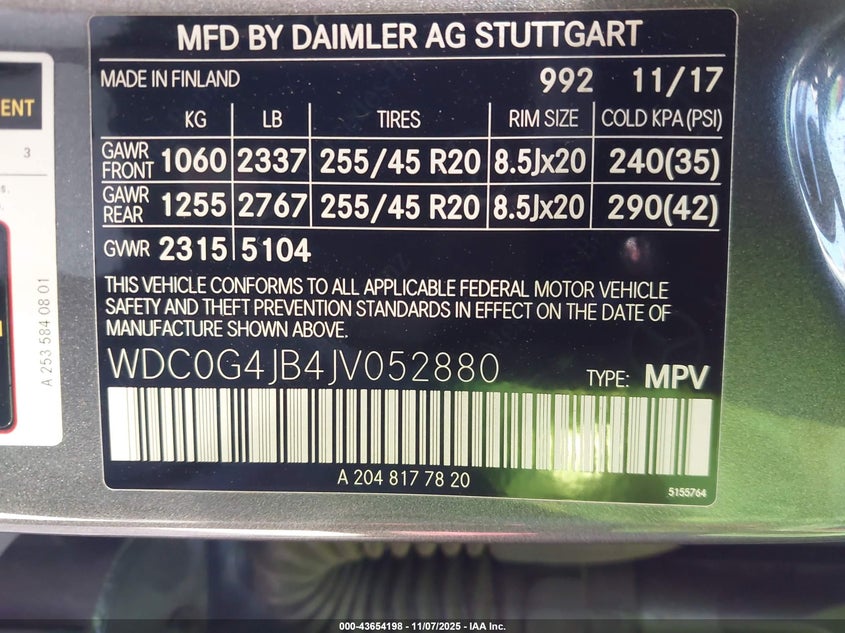 MFD BY DAIMLER AG STUTTGART
MADE IN FINLAND 992 11/17
KG LB TIRES RIM SIZE COLD KPA (PSI)
GAWR FRONT 1060 2337 255/45 R20 8.5Jx20 240(35)
GAWR REAR 1255 2767 255/45 R20 8.5Jx20 290(42)
GVWR 2315 5104
THIS VEHICLE CONFORMS TO ALL APPLICABLE FEDERAL MOTOR VEHICLE
SAFETY AND THEFT PREVENTION STANDARDS IN EFFECT ON THE DATE OF
MANUFACTURE SHOWN ABOVE.
WDC0G4JB4JV052880 TYPE: MPV
A 204 817 78 20
5155764
ENT
3
A 253 584 08 01
000-43654198 - 11/07/2025 - IAA Inc.